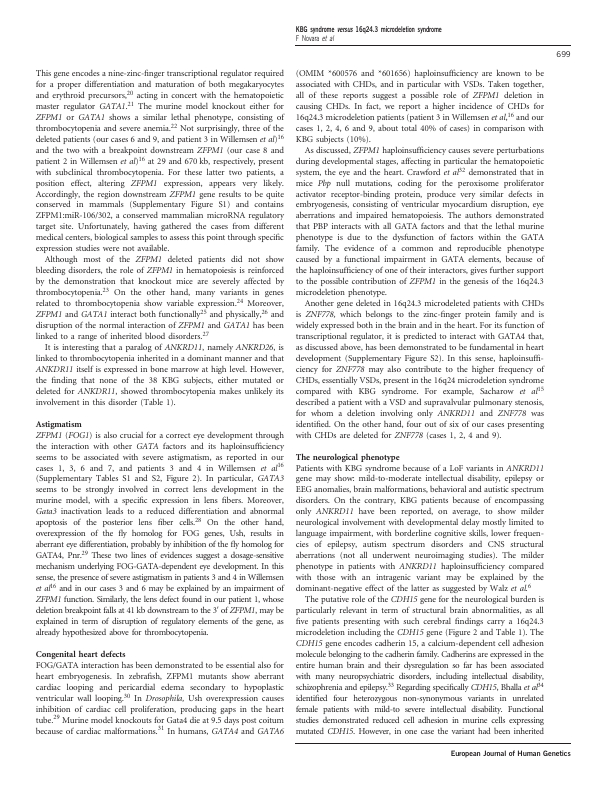 KBG syndrome versus 16q24.3 microdeletion syndrome
F Novara et al
699
This gene encodes a nine-zinc-finger transcriptional regulator required
for a proper differentiation and maturation of both megakaryocytes
and erythroid precursors,20 acting in concert with the hematopoietic
master regulator GATA1.21 The murine model knockout either for
ZFPM1 or GATA1 shows a similar lethal phenotype, consisting of
thrombocytopenia and severe anemia.22 Not surprisingly, three of the
deleted patients (our cases 6 and 9, and patient 3 in Willemsen et al)16
and the two with a breakpoint downstream ZFPM1 (our case 8 and
patient 2 in Willemsen et al)16 at 29 and 670 kb, respectively, present
with subclinical thrombocytopenia. For these latter two patients, a
position effect, altering ZFPM1 expression, appears very likely.
Accordingly, the region downstream ZFPM1 gene results to be quite
conserved in mammals (Supplementary Figure S1) and contains
ZFPM1:miR-106/302, a conserved mammalian microRNA regulatory
target site. Unfortunately, having gathered the cases from different
medical centers, biological samples to assess this point through specific
expression studies were not available.
Although most of the ZFPM1 deleted patients did not show
bleeding disorders, the role of ZFPM1 in hematopoiesis is reinforced
by the demonstration that knockout mice are severely affected by
thrombocytopenia.23 On the other hand, many variants in genes
related to thrombocytopenia show variable expression.24 Moreover,
ZFPM1 and GATA1 interact both functionally25 and physically,26 and
disruption of the normal interaction of ZFPM1 and GATA1 has been
linked to a range of inherited blood disorders.27
It is interesting that a paralog of ANKRD11, namely ANKRD26, is
linked to thrombocytopenia inherited in a dominant manner and that
ANKDR11 itself is expressed in bone marrow at high level. However,
the finding that none of the 38 KBG subjects, either mutated or
deleted for ANKDR11, showed thrombocytopenia makes unlikely its
involvement in this disorder (Table 1).
Astigmatism
ZFPM1 (FOG1) is also crucial for a correct eye development through
the interaction with other GATA factors and its haploinsufficiency
seems to be associated with severe astigmatism, as reported in our
cases 1, 3, 6 and 7, and patients 3 and 4 in Willemsen et al16
(Supplementary Tables S1 and S2, Figure 2). In particular, GATA3
seems to be strongly involved in correct lens development in the
murine model, with a specific expression in lens fibers. Moreover,
Gata3 inactivation leads to a reduced differentiation and abnormal
apoptosis of the posterior lens fiber cells.28 On the other hand,
overexpression of the fly homolog for FOG genes, Ush, results in
aberrant eye differentiation, probably by inhibition of the fly homolog for
GATA4, Pnr.29 These two lines of evidences suggest a dosage-sensitive
mechanism underlying FOG-GATA-dependent eye development. In this
sense, the presence of severe astigmatism in patients 3 and 4 in Willemsen
et al16 and in our cases 3 and 6 may be explained by an impairment of
ZFPM1 function. Similarly, the lens defect found in our patient 1, whose
deletion breakpoint falls at 41 kb downstream to the 3' of ZFPM1, may be
explained in term of disruption of regulatory elements of the gene, as
already hypothesized above for thrombocytopenia.
Congenital heart defects
FOG/GATA interaction has been demonstrated to be essential also for
heart embryogenesis. In zebrafish, ZFPM1 mutants show aberrant
cardiac looping and pericardial edema secondary to hypoplastic
ventricular wall looping.30 In Drosophila, Ush overexpression causes
inhibition of cardiac cell proliferation, producing gaps in the heart
tube.29 Murine model knockouts for Gata4 die at 9.5 days post coitum
because of cardiac malformations.31 In humans, GATA4 and GATA6
(OMIM *600576 and *601656) haploinsufficiency are known to be
associated with CHDs, and in particular with VSDs. Taken together,
all of these reports suggest a possible role of ZFPM1 deletion in
causing CHDs. In fact, we report a higher incidence of CHDs for
16q24.3 microdeletion patients (patient 3 in Willemsen et al,16 and our
cases 1, 2, 4, 6 and 9, about total 40% of cases) in comparison with
KBG subjects (10%).
As discussed, ZFPM1 haploinsufficiency causes severe perturbations
during developmental stages, affecting in particular the hematopoietic
system, the eye and the heart. Crawford et al32 demonstrated that in
mice Pbp null mutations, coding for the peroxisome proliferator
activator receptor-binding protein, produce very similar defects in
embryogenesis, consisting of ventricular myocardium disruption, eye
aberrations and impaired hematopoiesis. The authors demonstrated
that PBP interacts with all GATA factors and that the lethal murine
phenotype is due to the dysfunction of factors within the GATA
family. The evidence of a common and reproducible phenotype
caused by a functional impairment in GATA elements, because of
the haploinsufficiency of one of their interactors, gives further support
to the possible contribution of ZFPM1 in the genesis of the 16q24.3
microdeletion phenotype.
Another gene deleted in 16q24.3 microdeleted patients with CHDs
is ZNF778, which belongs to the zinc-finger protein family and is
widely expressed both in the brain and in the heart. For its function of
transcriptional regulator, it is predicted to interact with GATA4 that,
as discussed above, has been demonstrated to be fundamental in heart
development (Supplementary Figure S2). In this sense, haploinsuffi-
ciency for ZNF778 may also contribute to the higher frequency of
CHDs, essentially VSDs, present in the 16q24 microdeletion syndrome
compared with KBG syndrome. For example, Sacharow et al15
described a patient with a VSD and supravalvular pulmonary stenosis,
for whom a deletion involving only ANKRD11 and ZNF778 was
identified. On the other hand, four out of six of our cases presenting
with CHDs are deleted for ZNF778 (cases 1, 2, 4 and 9).
The neurological phenotype
Patients with KBG syndrome because of a LoF variants in ANKRD11
gene may show: mild-to-moderate intellectual disability, epilepsy or
EEG anomalies, brain malformations, behavioral and autistic spectrum
disorders. On the contrary, KBG patients because of encompassing
only ANKRD11 have been reported, on average, to show milder
neurological involvement with developmental delay mostly limited to
language impairment, with borderline cognitive skills, lower frequen-
cies of epilepsy, autism spectrum disorders and CNS structural
aberrations (not all underwent neuroimaging studies). The milder
phenotype in patients with ANKRD11 haploinsufficiency compared
with those with an intragenic variant may be explained by the
dominant-negative effect of the latter as suggested by Walz et al.6
The putative role of the CDH15 gene for the neurological burden is
particularly relevant in term of structural brain abnormalities, as all
five patients presenting with such cerebral findings carry a 16q24.3
microdeletion including the CDH15 gene (Figure 2 and Table 1). The
CDH15 gene encodes cadherin 15, a calcium-dependent cell adhesion
molecule belonging to the cadherin family. Cadherins are expressed in the
entire human brain and their dysregulation so far has been associated
with many neuropsychiatric disorders, including intellectual disability,
schizophrenia and epilepsy.33 Regarding specifically CDH15, Bhalla et al34
identified four heterozygous non-synonymous variants in unrelated
female patients with mild-to severe intellectual disability. Functional
studies demonstrated reduced cell adhesion in murine cells expressing
mutated CDH15. However, in one case the variant had been inherited
European Journal of Human Genetics